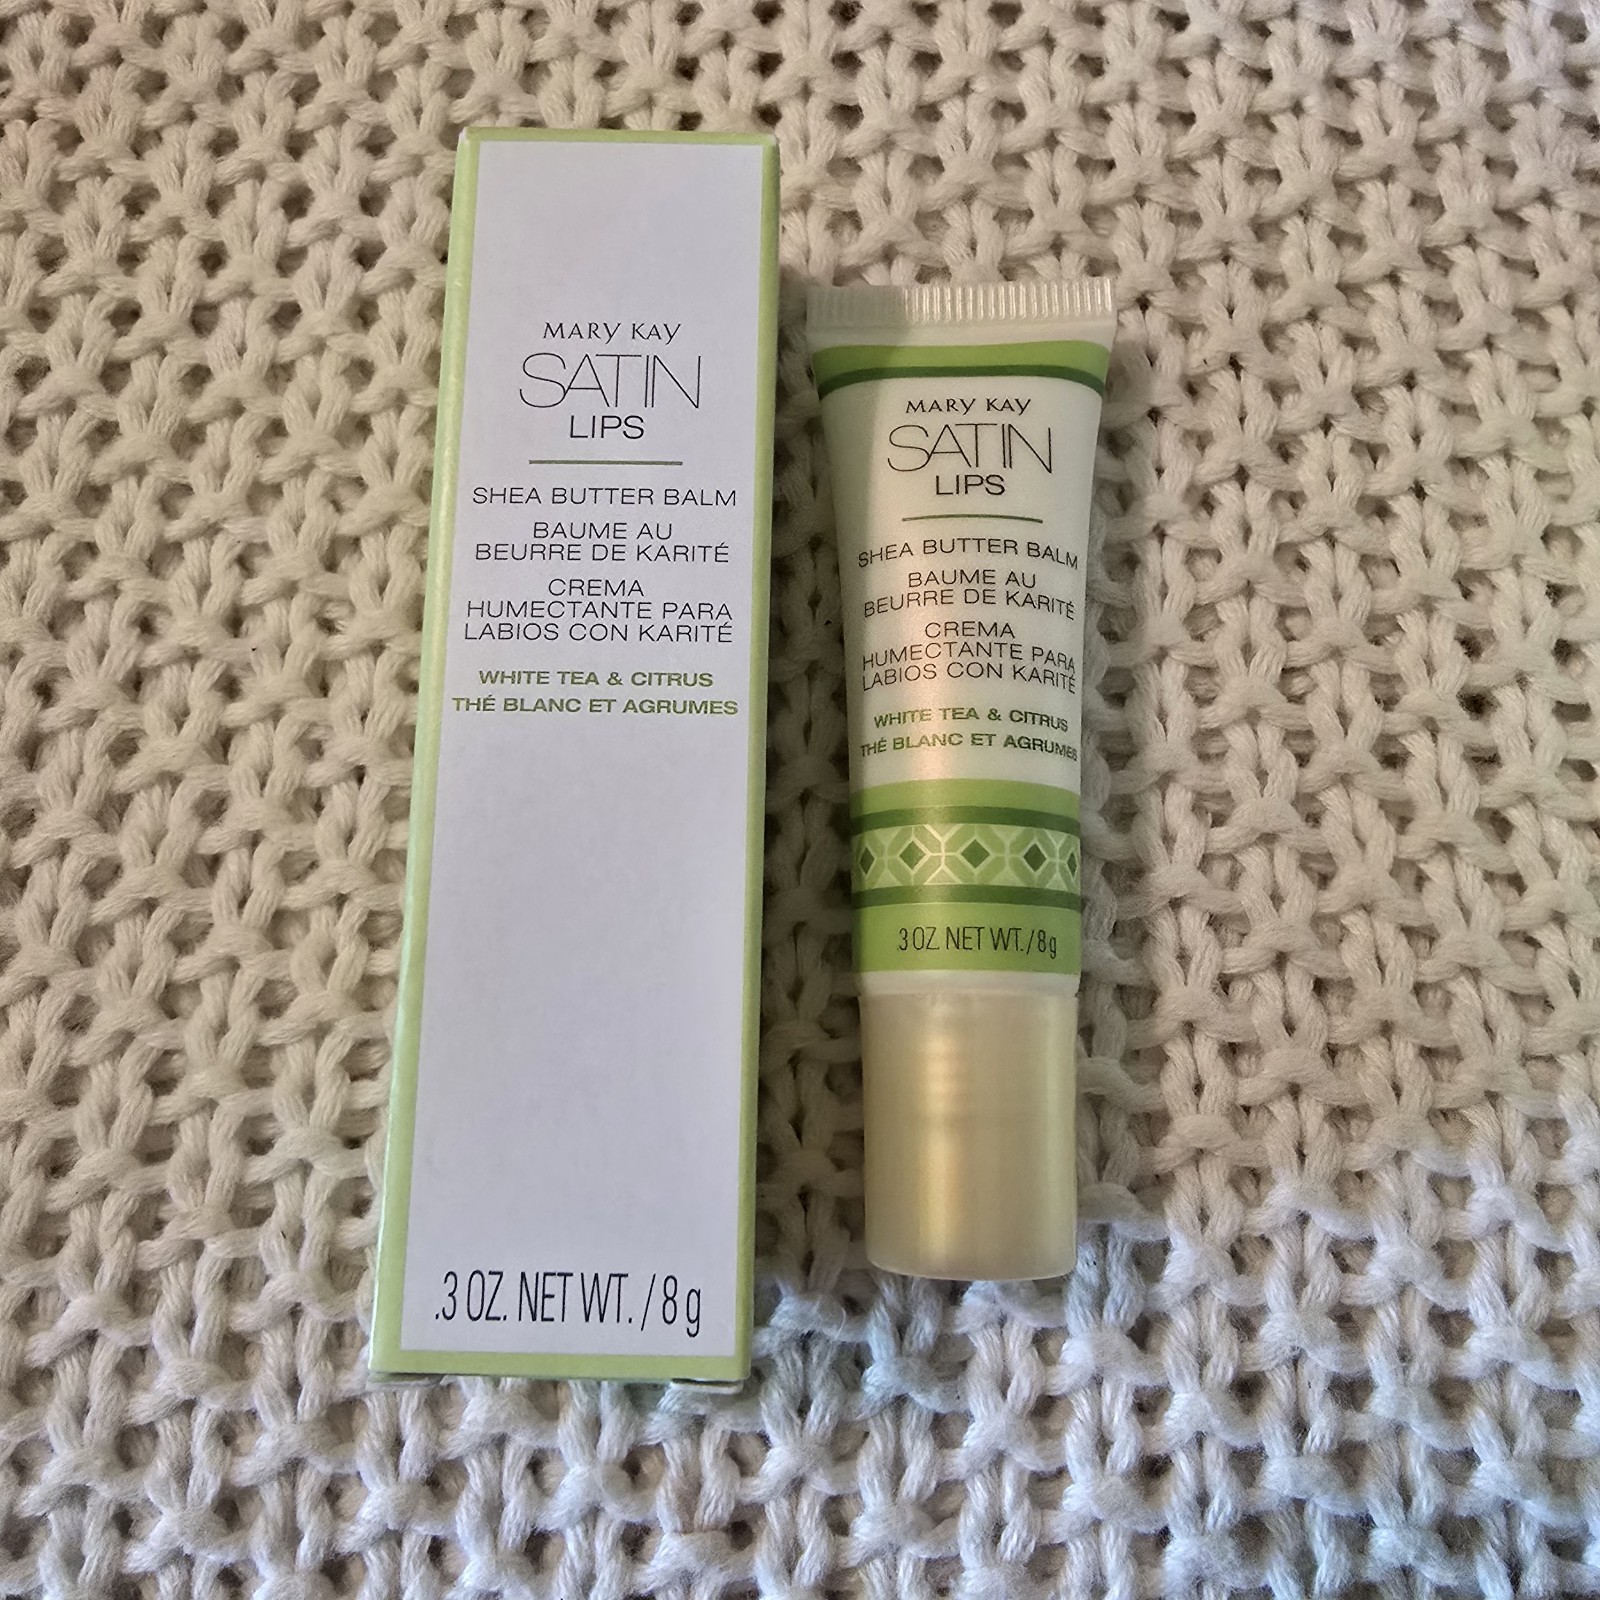 MARY KAY
SATIN
LIPS
SHEA BUTTER BALM
BAUME AU
BEURRE DE KARITÉ
CREMA
HUMECTANTE PARA
LABIOS CON KARITÉ
WHITE TEA & CITRUS
THÉ BLANC ET AGRUMES
.3 OZ. NET WT. / 8 g
MARY KAY
SATIN
LIPS
SHEA BUTTER BALM
BAUME AU
BEURRE DE KARITÉ
CREMA
HUMECTANTE PARA
LABIOS CON KARITÉ
WHITE TEA & CITRUS
THÉ BLANC ET AGRUMES
.3 OZ. NET WT. / 8 g